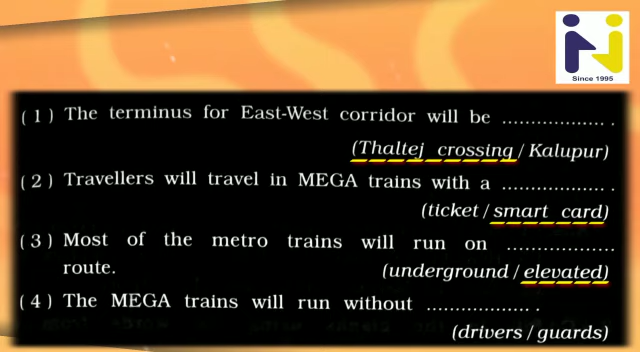 Since 1995
( 1 ) The terminus for East-West corridor will be .................. .
(Thaltej crossing / Kalupur)
( 2 ) Travellers will travel in MEGA trains with a .................. .
(ticket / smart card)
( 3 ) Most of the metro trains will run on ..................
route. (underground / elevated)
( 4 ) The MEGA trains will run without .................. .
(drivers / guards)